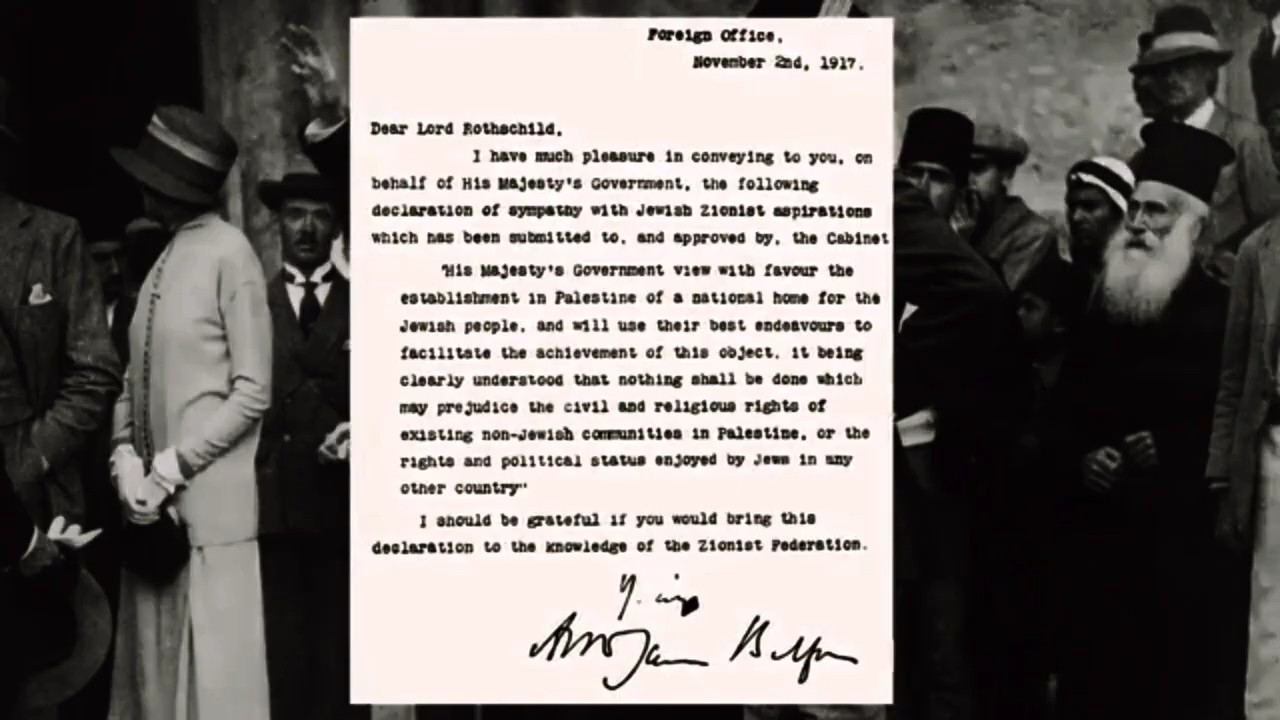 Foreign Office,
November 2nd, 1917.
Dear Lord Rothschild,
I have much pleasure in conveying to you, on
behalf of His Majesty's Government, the following
declaration of sympathy with Jewish Zionist aspirations
which has been submitted to, and approved by, the Cabinet
"His Majesty's Government view with favour the
establishment in Palestine of a national home for the
Jewish people, and will use their best endeavours to
facilitate the achievement of this object, it being
clearly understood that nothing shall be done which
may prejudice the civil and religious rights of
existing non-Jewish communities in Palestine, or the
rights and political status enjoyed by Jews in any
other country"
I should be grateful if you would bring this
declaration to the knowledge of the Zionist Federation.
Balfour